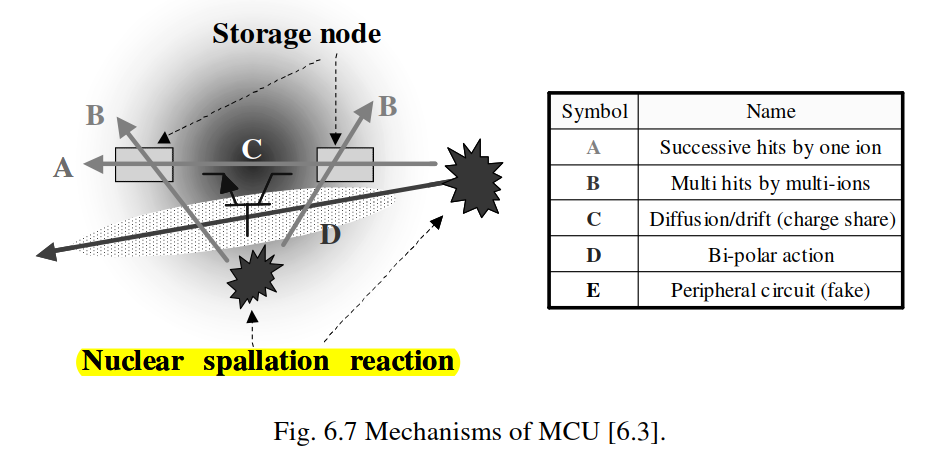 Storage node
B
B
C
A
D
Nuclear spallation reaction
Symbol Name
A Successive hits by one ion
B Multi hits by multi-ions
C Diffusion/drift (charge share)
D Bi-polar action
E Peripheral circuit (fake)
Fig. 6.7 Mechanisms of MCU [6.3].